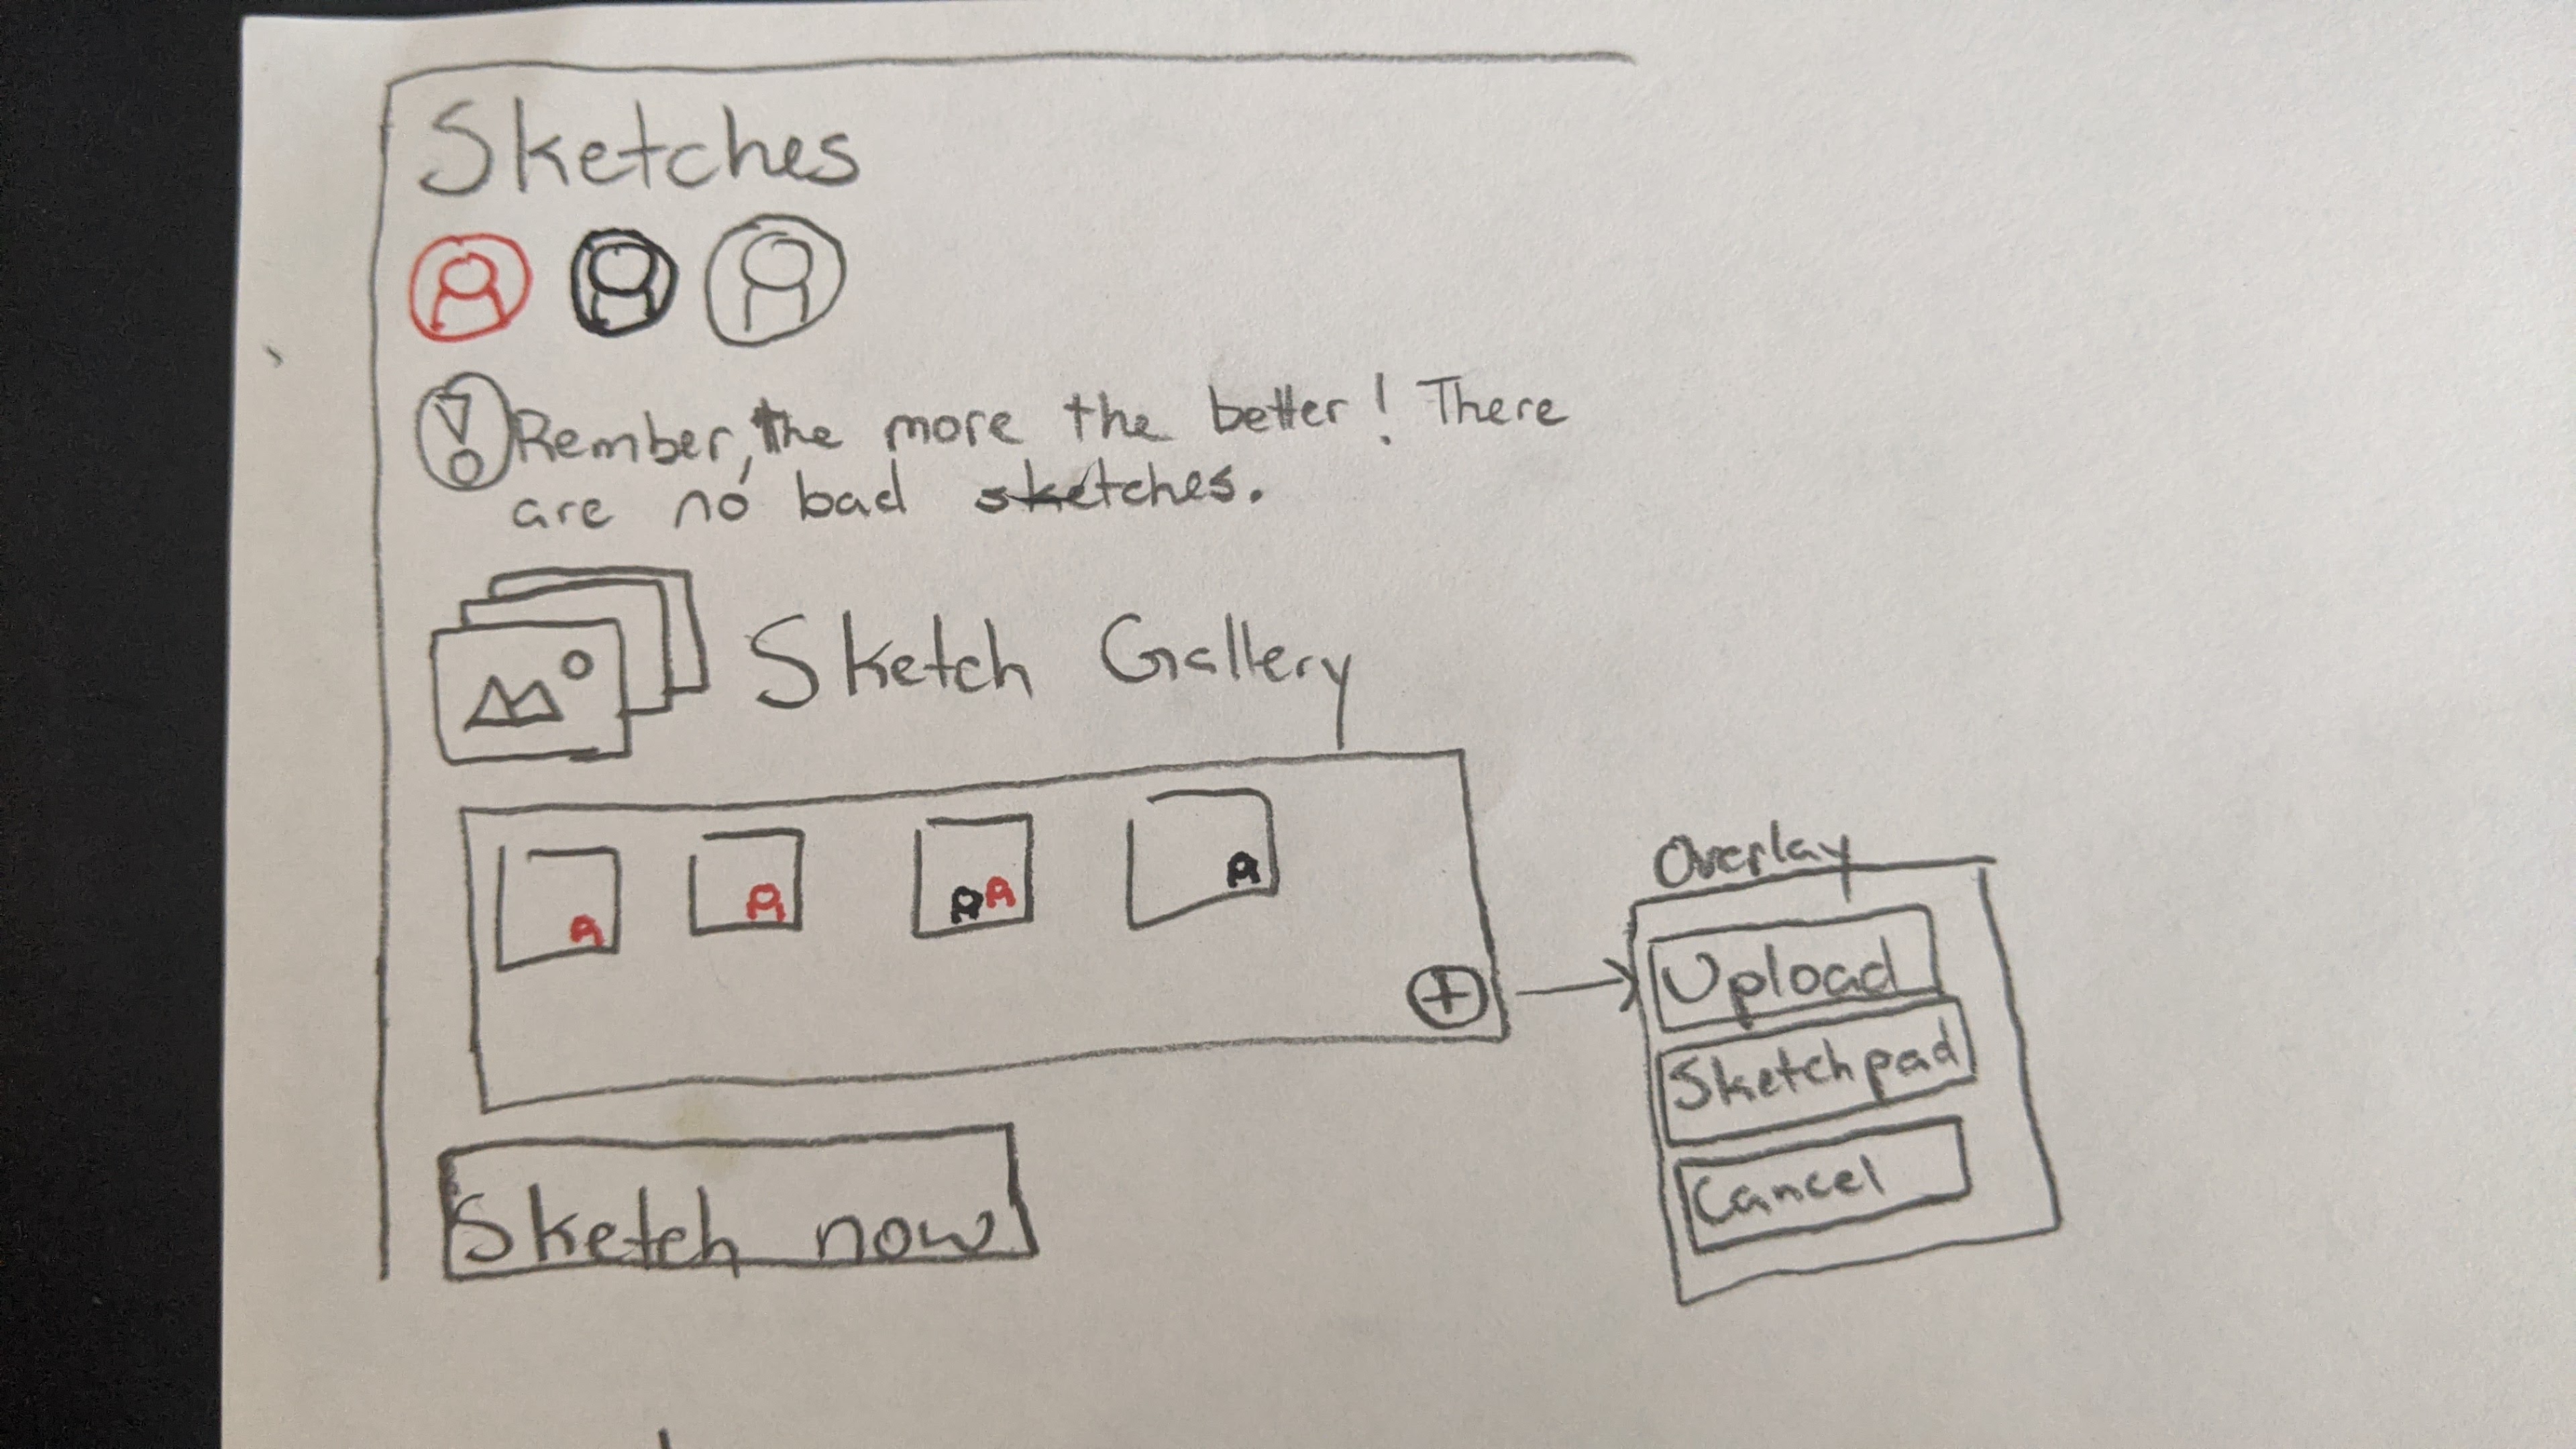 Sketches
Rember, the more the better! There
are no bad sketches.
Sketch Gallery
Overlay
Upload
Sketchpad
Cancel
Sketch now